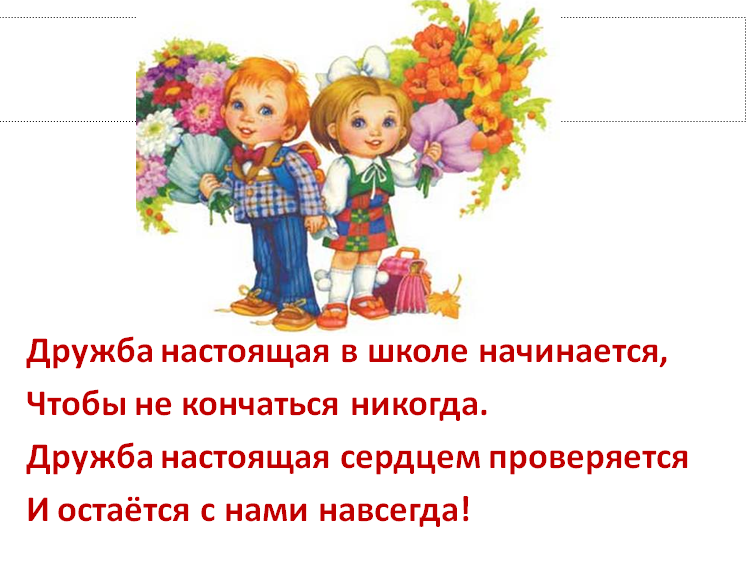 Дружба настоящая в школе начинается,
Чтобы не кончаться никогда.
Дружба настоящая сердцем проверяется
И остаётся с нами навсегда!